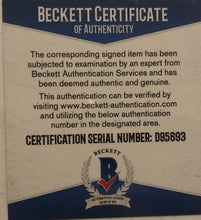 BECKETT CERTIFICATE
OF AUTHENTICITY
The corresponding signed item has been
subjected to examination by an expert from
Beckett Authentication Services and has
been deemed authentic and genuine.
This authentication can be verified by
visiting www.beckett-authentication.com
and utilizing the below authentication
number in the designated area.
CERTIFICATION SERIAL NUMBER: D95693
BECKETT
B
AUTHENTICATION
SERVICES